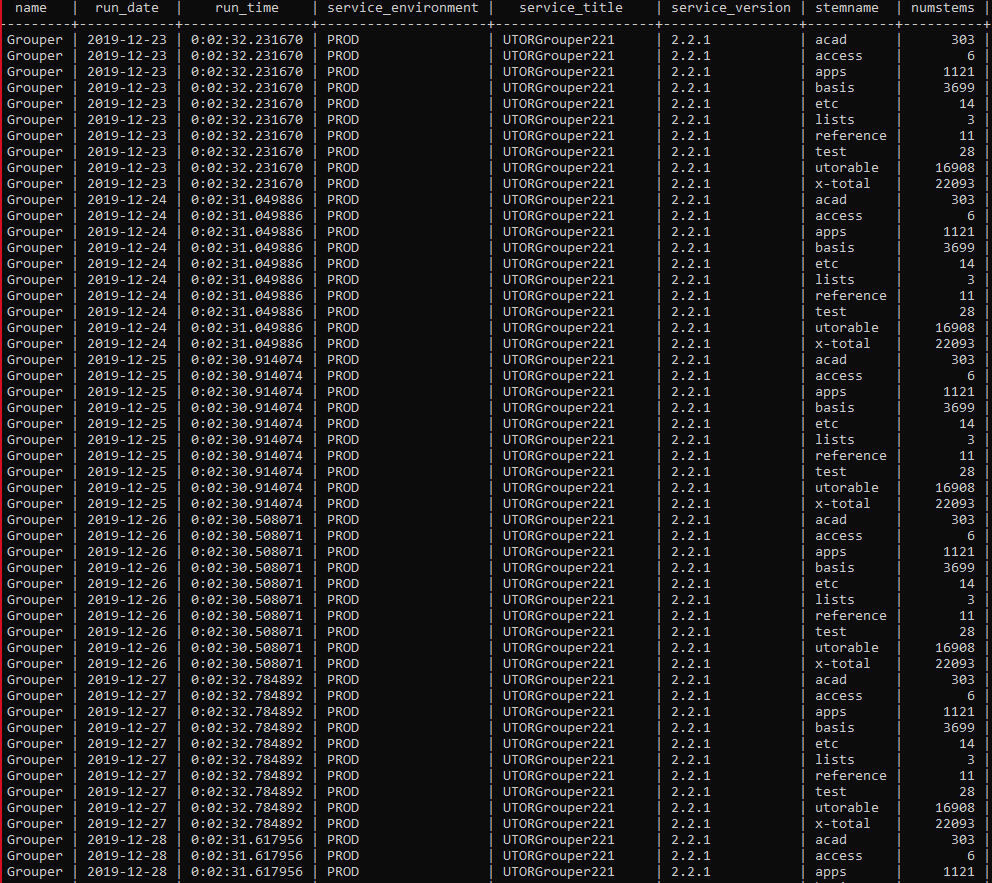 name | run_date | run_time | service_environment | service_title | service_version | stemname | numstems |
---------+------------+----------------+---------------------+--------------------+-----------------+-----------+----------+
Grouper | 2019-12-23 | 0:02:32.231670 | PROD | UTORGrouper221 | 2.2.1 | acad | 303 |
Grouper | 2019-12-23 | 0:02:32.231670 | PROD | UTORGrouper221 | 2.2.1 | access | 6 |
Grouper | 2019-12-23 | 0:02:32.231670 | PROD | UTORGrouper221 | 2.2.1 | apps | 1121 |
Grouper | 2019-12-23 | 0:02:32.231670 | PROD | UTORGrouper221 | 2.2.1 | basis | 3699 |
Grouper | 2019-12-23 | 0:02:32.231670 | PROD | UTORGrouper221 | 2.2.1 | etc | 14 |
Grouper | 2019-12-23 | 0:02:32.231670 | PROD | UTORGrouper221 | 2.2.1 | lists | 3 |
Grouper | 2019-12-23 | 0:02:32.231670 | PROD | UTORGrouper221 | 2.2.1 | reference | 11 |
Grouper | 2019-12-23 | 0:02:32.231670 | PROD | UTORGrouper221 | 2.2.1 | test | 28 |
Grouper | 2019-12-23 | 0:02:32.231670 | PROD | UTORGrouper221 | 2.2.1 | utorable | 16908 |
Grouper | 2019-12-23 | 0:02:32.231670 | PROD | UTORGrouper221 | 2.2.1 | x-total | 22093 |
Grouper | 2019-12-24 | 0:02:31.049886 | PROD | UTORGrouper221 | 2.2.1 | acad | 303 |
Grouper | 2019-12-24 | 0:02:31.049886 | PROD | UTORGrouper221 | 2.2.1 | access | 6 |
Grouper | 2019-12-24 | 0:02:31.049886 | PROD | UTORGrouper221 | 2.2.1 | apps | 1121 |
Grouper | 2019-12-24 | 0:02:31.049886 | PROD | UTORGrouper221 | 2.2.1 | basis | 3699 |
Grouper | 2019-12-24 | 0:02:31.049886 | PROD | UTORGrouper221 | 2.2.1 | etc | 14 |
Grouper | 2019-12-24 | 0:02:31.049886 | PROD | UTORGrouper221 | 2.2.1 | lists | 3 |
Grouper | 2019-12-24 | 0:02:31.049886 | PROD | UTORGrouper221 | 2.2.1 | reference | 11 |
Grouper | 2019-12-24 | 0:02:31.049886 | PROD | UTORGrouper221 | 2.2.1 | test | 28 |
Grouper | 2019-12-24 | 0:02:31.049886 | PROD | UTORGrouper221 | 2.2.1 | utorable | 16908 |
Grouper | 2019-12-24 | 0:02:31.049886 | PROD | UTORGrouper221 | 2.2.1 | x-total | 22093 |
Grouper | 2019-12-25 | 0:02:30.914074 | PROD | UTORGrouper221 | 2.2.1 | acad | 303 |
Grouper | 2019-12-25 | 0:02:30.914074 | PROD | UTORGrouper221 | 2.2.1 | access | 6 |
Grouper | 2019-12-25 | 0:02:30.914074 | PROD | UTORGrouper221 | 2.2.1 | apps | 1121 |
Grouper | 2019-12-25 | 0:02:30.914074 | PROD | UTORGrouper221 | 2.2.1 | basis | 3699 |
Grouper | 2019-12-25 | 0:02:30.914074 | PROD | UTORGrouper221 | 2.2.1 | etc | 14 |
Grouper | 2019-12-25 | 0:02:30.914074 | PROD | UTORGrouper221 | 2.2.1 | lists | 3 |
Grouper | 2019-12-25 | 0:02:30.914074 | PROD | UTORGrouper221 | 2.2.1 | reference | 11 |
Grouper | 2019-12-25 | 0:02:30.914074 | PROD | UTORGrouper221 | 2.2.1 | test | 28 |
Grouper | 2019-12-25 | 0:02:30.914074 | PROD | UTORGrouper221 | 2.2.1 | utorable | 16908 |
Grouper | 2019-12-25 | 0:02:30.914074 | PROD | UTORGrouper221 | 2.2.1 | x-total | 22093 |
Grouper | 2019-12-26 | 0:02:30.508071 | PROD | UTORGrouper221 | 2.2.1 | acad | 303 |
Grouper | 2019-12-26 | 0:02:30.508071 | PROD | UTORGrouper221 | 2.2.1 | access | 6 |
Grouper | 2019-12-26 | 0:02:30.508071 | PROD | UTORGrouper221 | 2.2.1 | apps | 1121 |
Grouper | 2019-12-26 | 0:02:30.508071 | PROD | UTORGrouper221 | 2.2.1 | basis | 3699 |
Grouper | 2019-12-26 | 0:02:30.508071 | PROD | UTORGrouper221 | 2.2.1 | etc | 14 |
Grouper | 2019-12-26 | 0:02:30.508071 | PROD | UTORGrouper221 | 2.2.1 | lists | 3 |
Grouper | 2019-12-26 | 0:02:30.508071 | PROD | UTORGrouper221 | 2.2.1 | reference | 11 |
Grouper | 2019-12-26 | 0:02:30.508071 | PROD | UTORGrouper221 | 2.2.1 | test | 28 |
Grouper | 2019-12-26 | 0:02:30.508071 | PROD | UTORGrouper221 | 2.2.1 | utorable | 16908 |
Grouper | 2019-12-26 | 0:02:30.508071 | PROD | UTORGrouper221 | 2.2.1 | x-total | 22093 |
Grouper | 2019-12-27 | 0:02:32.784892 | PROD | UTORGrouper221 | 2.2.1 | acad | 303 |
Grouper | 2019-12-27 | 0:02:32.784892 | PROD | UTORGrouper221 | 2.2.1 | access | 6 |
Grouper | 2019-12-27 | 0:02:32.784892 | PROD | UTORGrouper221 | 2.2.1 | apps | 1121 |
Grouper | 2019-12-27 | 0:02:32.784892 | PROD | UTORGrouper221 | 2.2.1 | basis | 3699 |
Grouper | 2019-12-27 | 0:02:32.784892 | PROD | UTORGrouper221 | 2.2.1 | etc | 14 |
Grouper | 2019-12-27 | 0:02:32.784892 | PROD | UTORGrouper221 | 2.2.1 | lists | 3 |
Grouper | 2019-12-27 | 0:02:32.784892 | PROD | UTORGrouper221 | 2.2.1 | reference | 11 |
Grouper | 2019-12-27 | 0:02:32.784892 | PROD | UTORGrouper221 | 2.2.1 | test | 28 |
Grouper | 2019-12-27 | 0:02:32.784892 | PROD | UTORGrouper221 | 2.2.1 | utorable | 16908 |
Grouper | 2019-12-27 | 0:02:32.784892 | PROD | UTORGrouper221 | 2.2.1 | x-total | 22093 |
Grouper | 2019-12-28 | 0:02:31.617956 | PROD | UTORGrouper221 | 2.2.1 | acad | 303 |
Grouper | 2019-12-28 | 0:02:31.617956 | PROD | UTORGrouper221 | 2.2.1 | access | 6 |
Grouper | 2019-12-28 | 0:02:31.617956 | PROD | UTORGrouper221 | 2.2.1 | apps | 1121 |